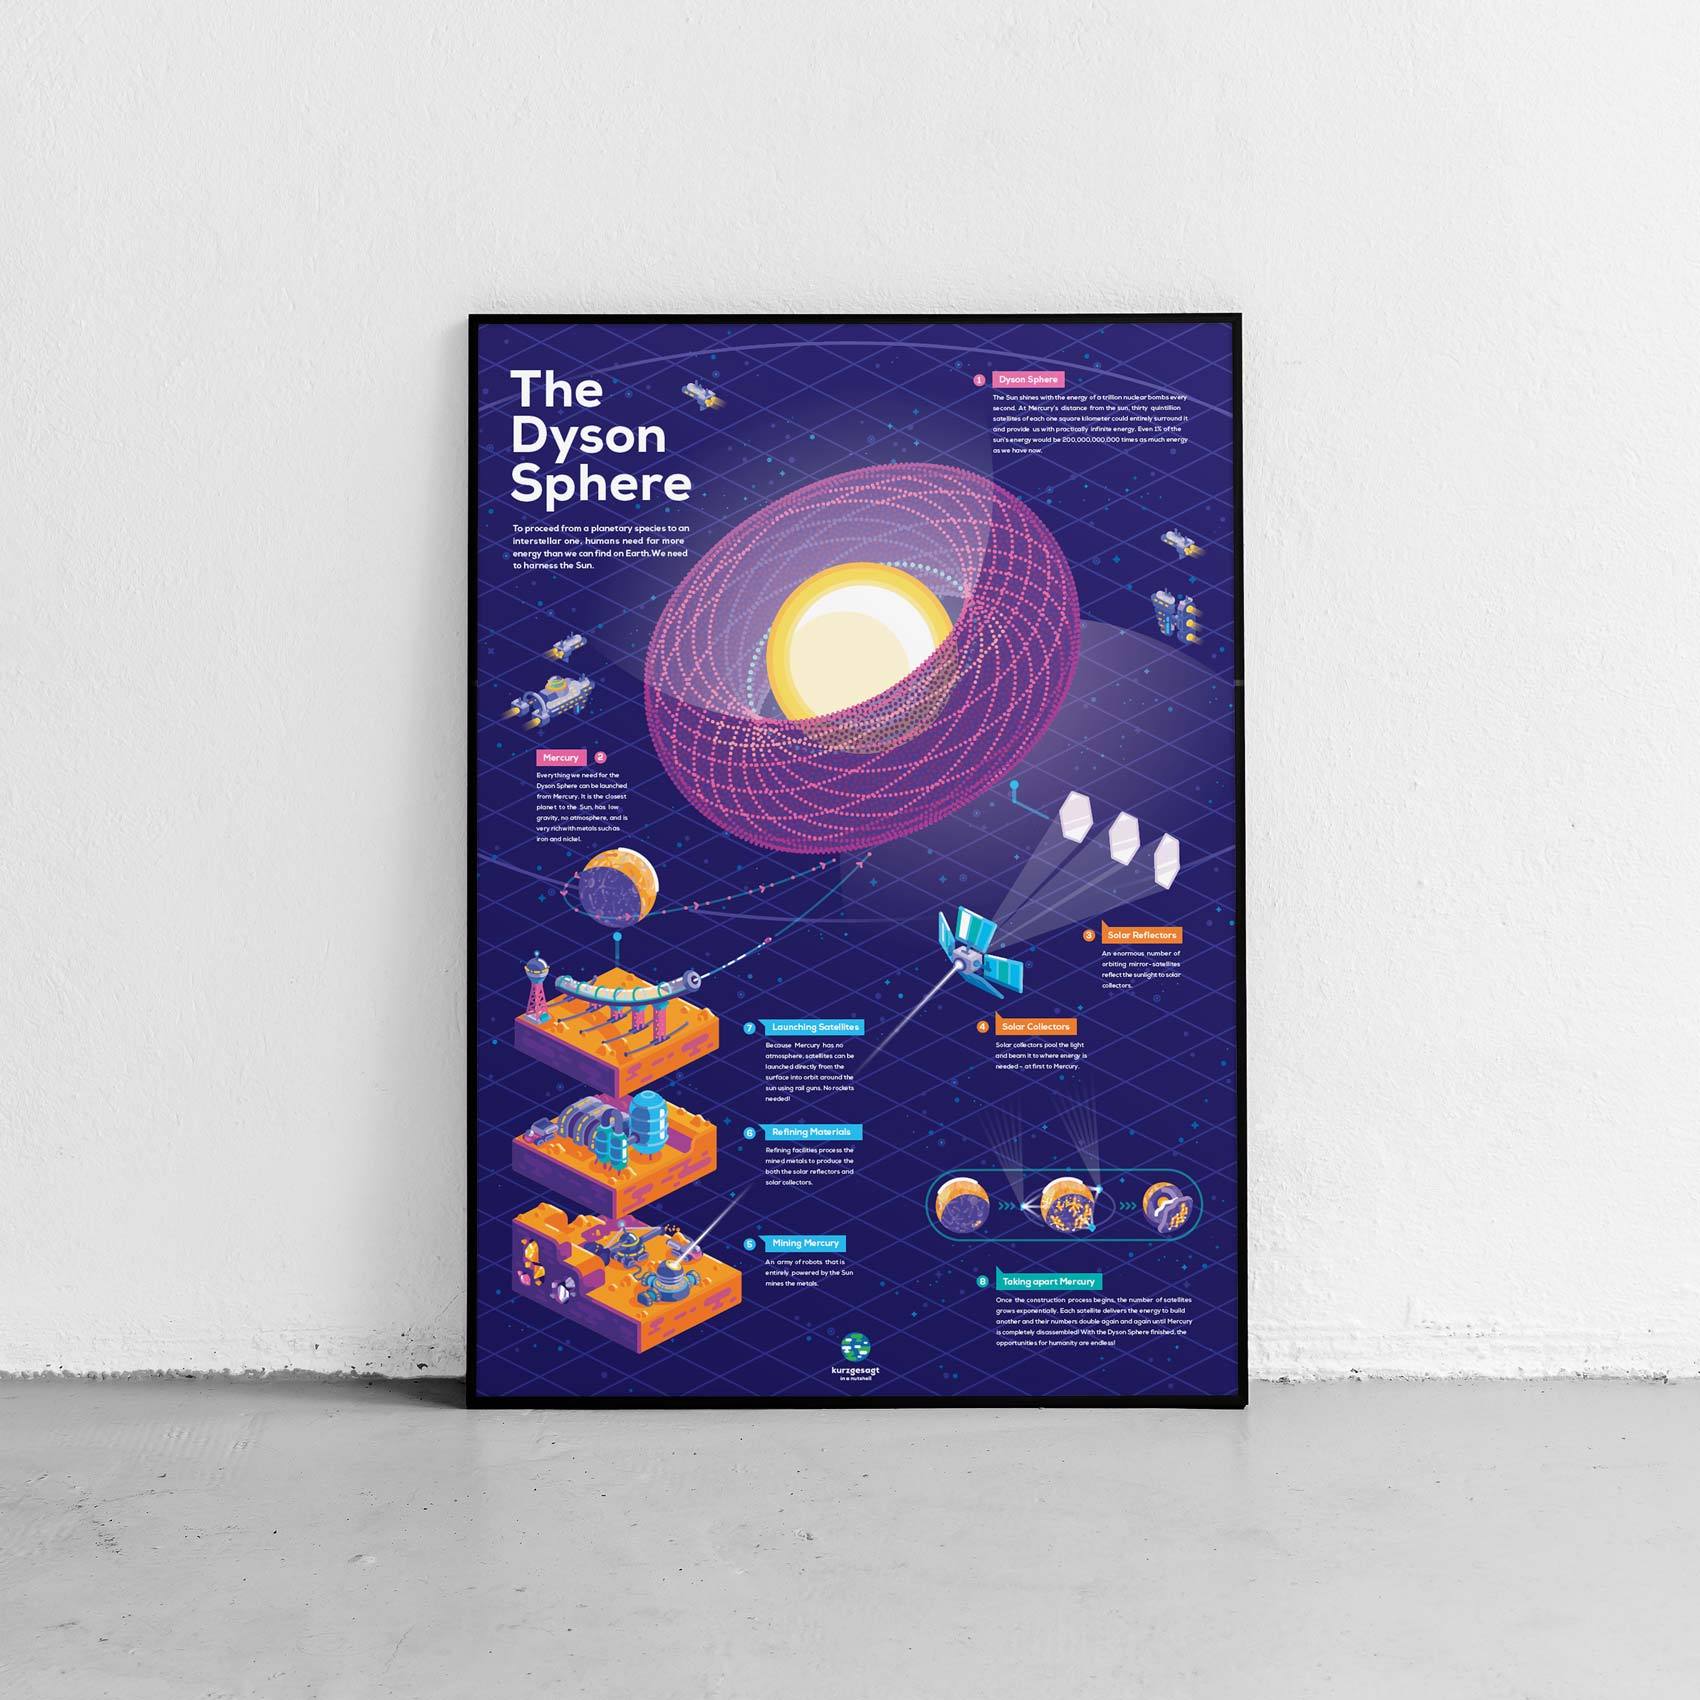 The
Dyson
Sphere
To proceed from a planetary species to an
interstellar one, humans need far more
energy than we can find on Earth. We need
to harness the Sun.
1 Dyson Sphere
The Sun shines with the energy of a trillion nuclear bombs every
second. At Mercury's distance from the sun, thirty quintillion
satellites of each one square kilometer could entirely surround it
and provide us with practically infinite energy. Even 1% of the
sun's energy would be 200,000,000,000 times as much energy
as we have now.
Mercury 2
Everything we need for the
Dyson Sphere can be launched
from Mercury. It is the closest
planet to the Sun, has low
gravity, no atmosphere, and is
very rich with metals such as
iron and nickel.
3 Solar Reflectors
An enormous number of
orbiting mirror-satellites
reflect the sunlight to solar
collectors.
4 Solar Collectors
Solar collectors pool the light
and beam it to where energy is
needed – at first to Mercury.
7 Launching Satellites
Because Mercury has no
atmosphere, satellites can be
launched directly from the
surface into orbit around the
sun using rail guns. No rockets
needed!
6 Refining Materials
Refining facilities process the
mined metals to produce the
both the solar reflectors and
solar collectors.
5 Mining Mercury
An army of robots that is
entirely powered by the Sun
mines the metals.
8 Taking apart Mercury
Once the construction process begins, the number of satellites
grows exponentially. Each satellite delivers the energy to build
another and their numbers double again and again until Mercury
is completely disassembled! With the Dyson Sphere finished, the
opportunities for humanity are endless!
kurzgesagt
in a nutshell